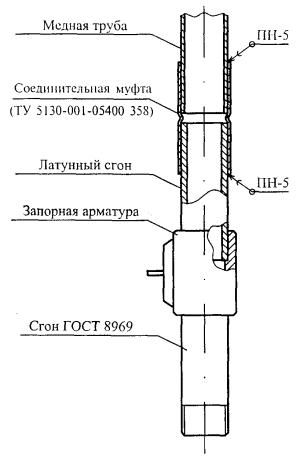 Медная труба
ПН-5
Соединительная муфта
(ТУ 5130-001-05400 358)
Латунный сгон
ПН-5
Запорная арматура
Сгон ГОСТ 8969